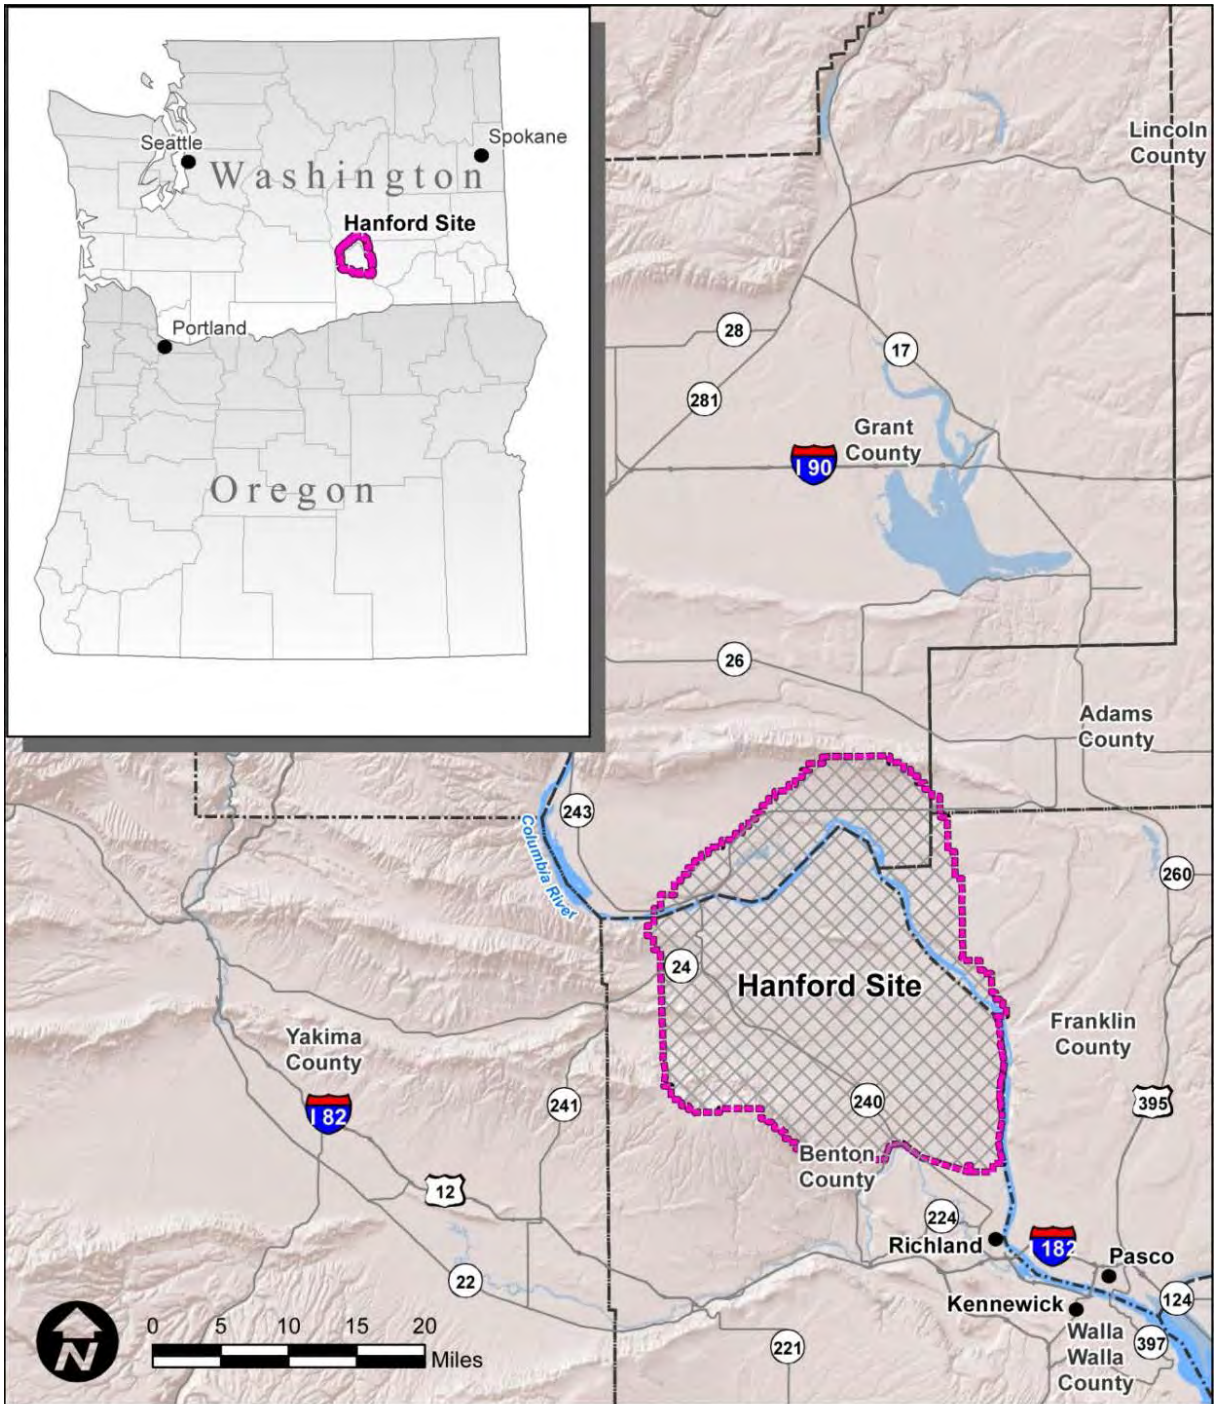 Seattle
Spokane
Washington
Hanford Site
Portland
Oregon
Lincoln
County
28
17
281
Grant
County
I 90
26
Adams
County
243
Columbia River
260
24
Hanford Site
Yakima
County
Franklin
County
I 82
241
240
395
Benton
County
12
224
Richland
I 182
Pasco
22
Kennewick
124
Walla
Walla
County
397
221
N
0 5 10 15 20
Miles